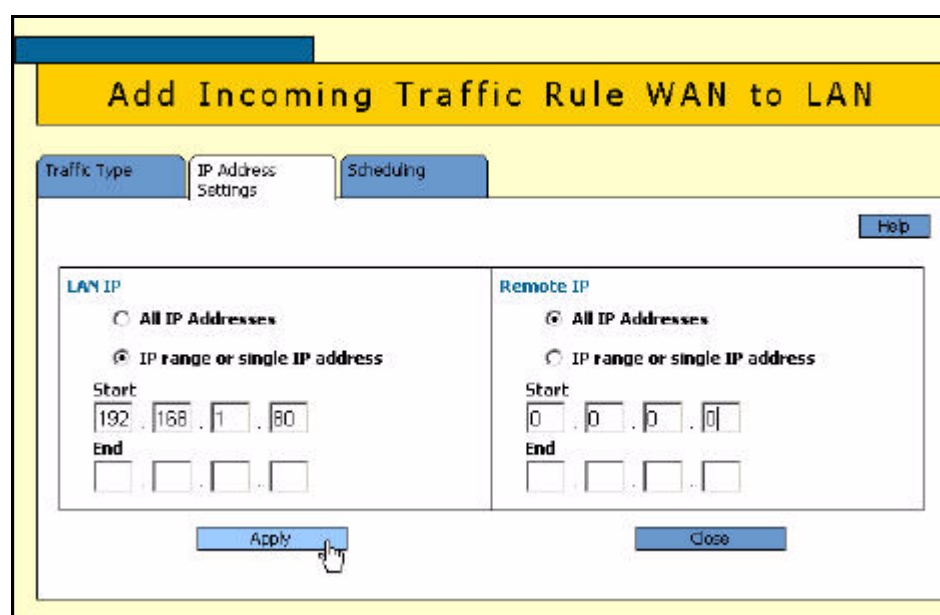 Add Incoming Traffic Rule WAN to LAN
Traffic Type
IP Address
Settings
Scheduling
Help
LAN IP
All IP Addresses
IP range or single IP address
Start
192 . 168 . 1 . 80
End
. . .
Remote IP
All IP Addresses
IP range or single IP address
Start
0 . 0 . 0 . 0
End
. . .
Apply
Close